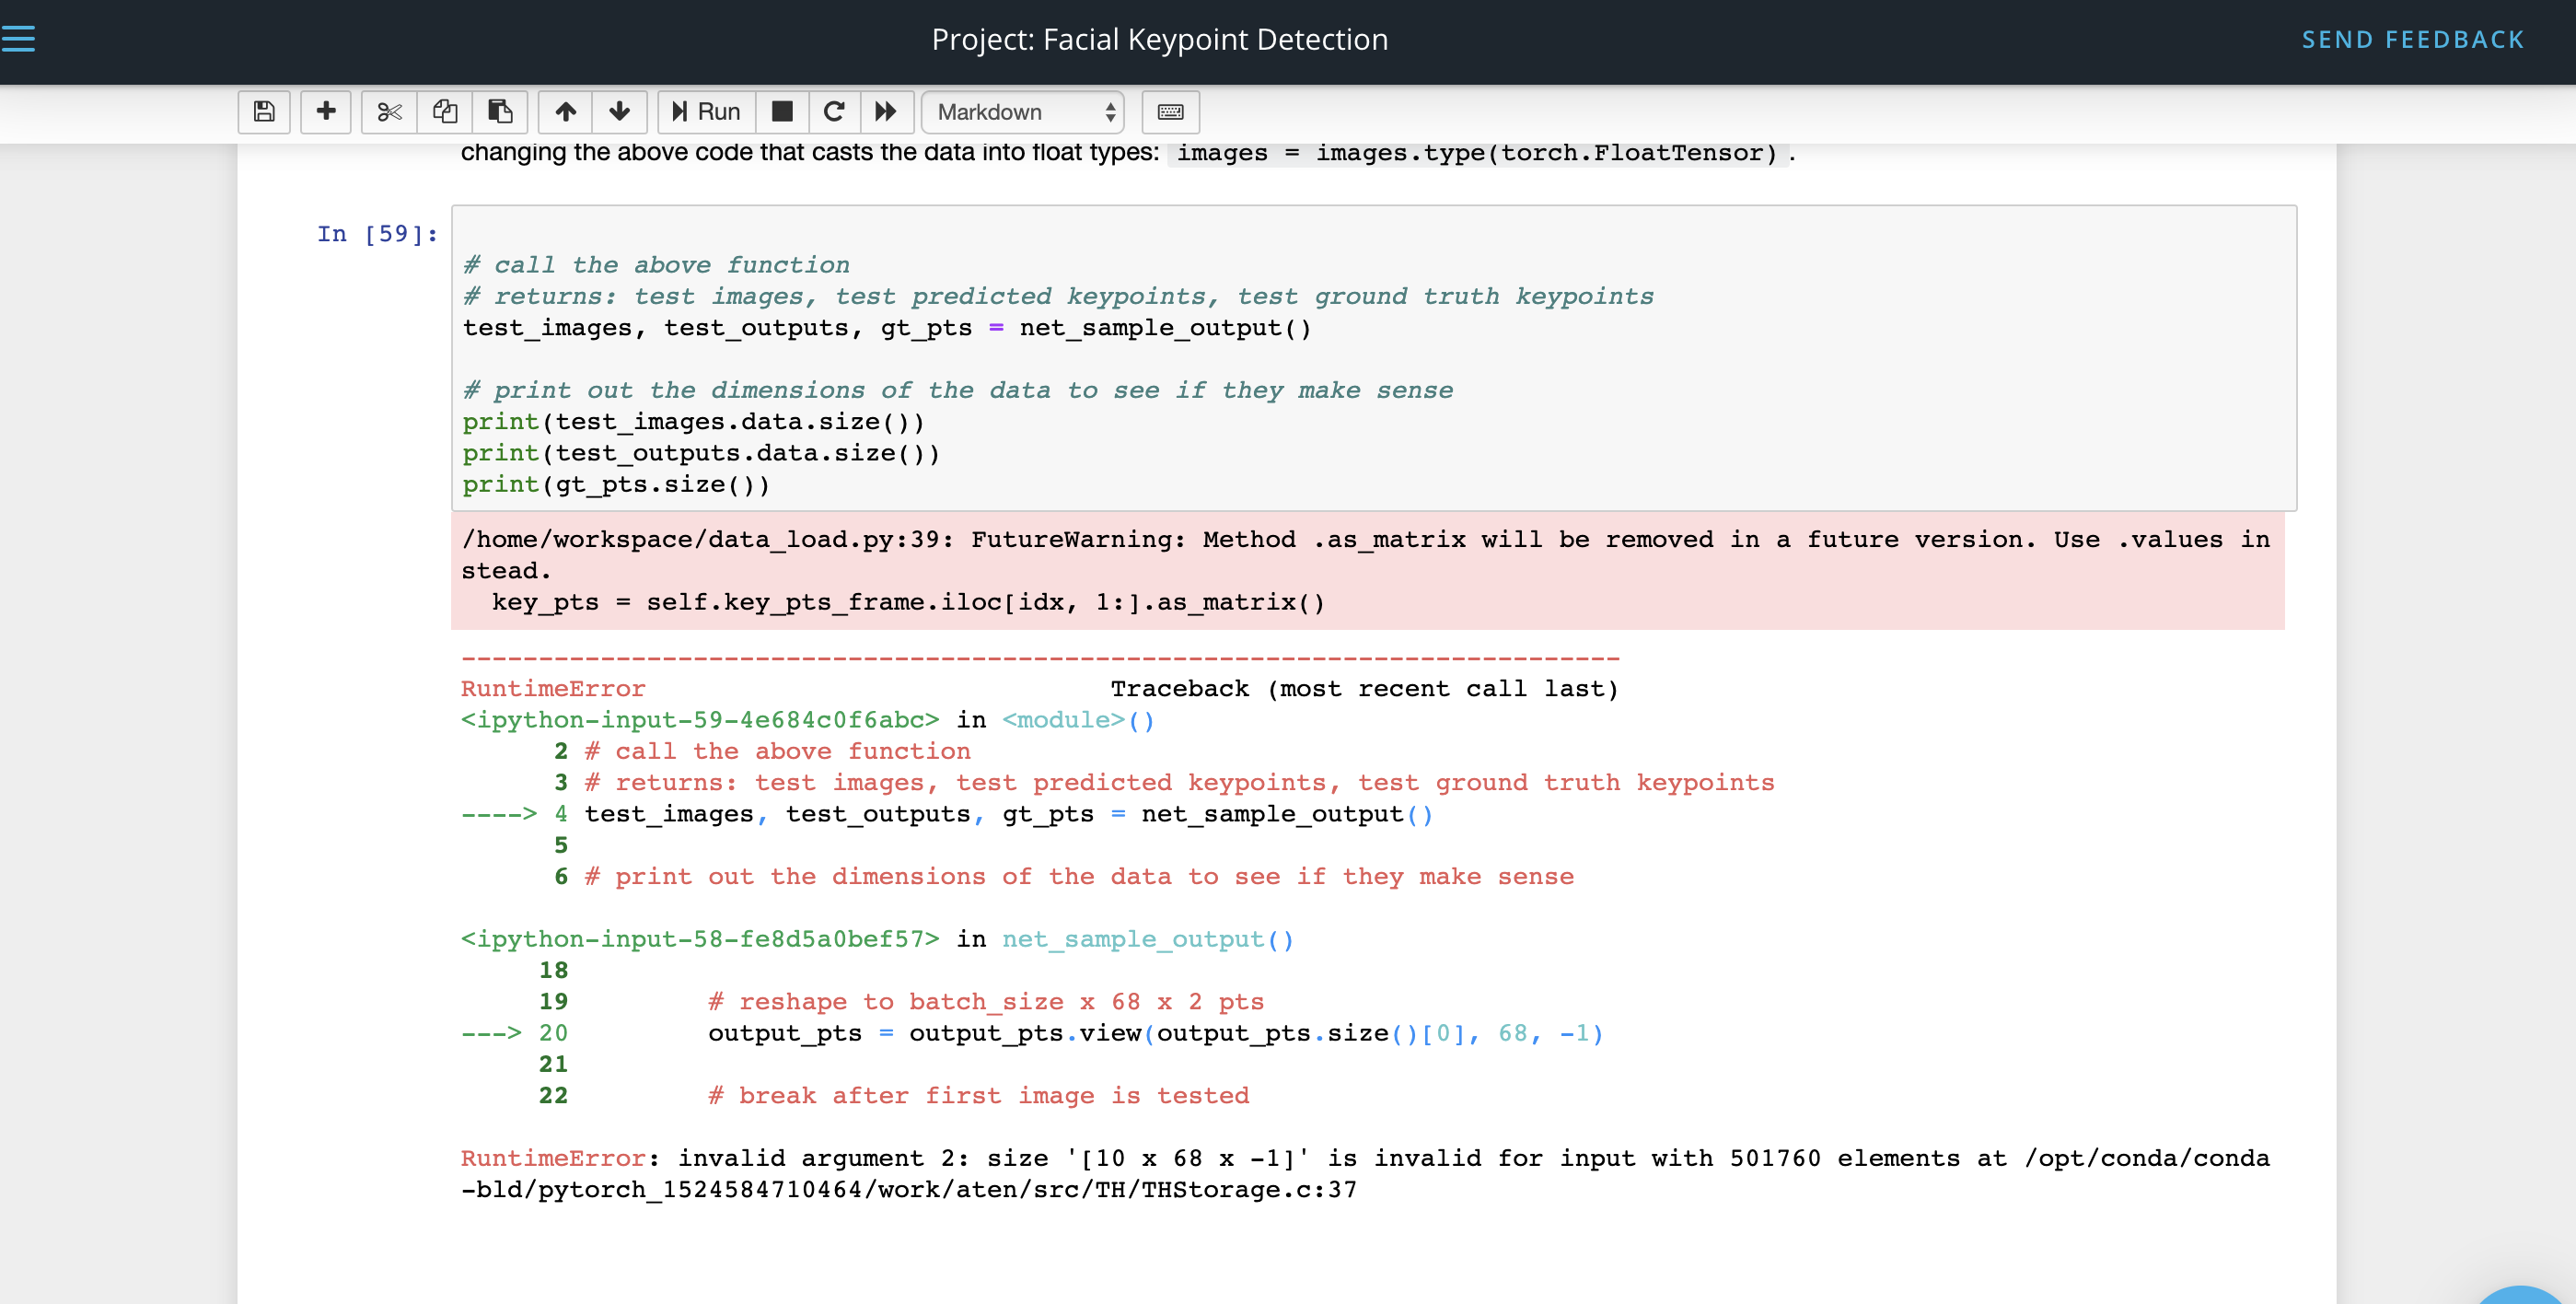 Project: Facial Keypoint Detection
SEND FEEDBACK
Run
Markdown
changing the above code that casts the data into float types: images = images.type(torch.FloatTensor) .
In [59]:
# call the above function
# returns: test images, test predicted keypoints, test ground truth keypoints
test_images, test_outputs, gt_pts = net_sample_output()
# print out the dimensions of the data to see if they make sense
print(test_images.data.size())
print(test_outputs.data.size())
print(gt_pts.size())
/home/workspace/data_load.py:39: FutureWarning: Method .as_matrix will be removed in a future version. Use .values in
stead.
  key_pts = self.key_pts_frame.iloc[idx, 1:].as_matrix()
---------------------------------------------------------------------------
RuntimeError                              Traceback (most recent call last)
<ipython-input-59-4e684c0f6abc> in <module>()
      2 # call the above function
      3 # returns: test images, test predicted keypoints, test ground truth keypoints
----> 4 test_images, test_outputs, gt_pts = net_sample_output()
      5
      6 # print out the dimensions of the data to see if they make sense
<ipython-input-58-fe8d5a0bef57> in net_sample_output()
     18
     19         # reshape to batch_size x 68 x 2 pts
---> 20         output_pts = output_pts.view(output_pts.size()[0], 68, -1)
     21
     22         # break after first image is tested
RuntimeError: invalid argument 2: size '[10 x 68 x -1]' is invalid for input with 501760 elements at /opt/conda/conda
-bld/pytorch_1524584710464/work/aten/src/TH/THStorage.c:37